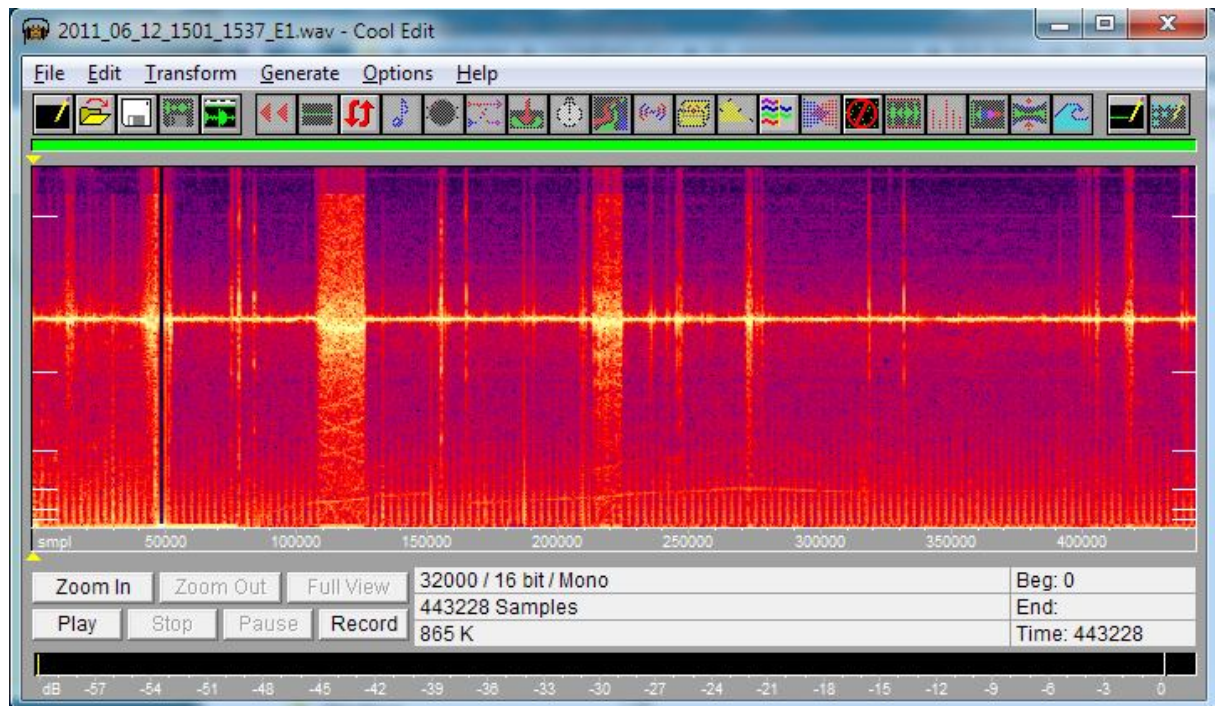 2011_06_12_1501_1537_E1.wav - Cool Edit
File Edit Transform Generate Options Help
smpl 50000 100000 150000 200000 250000 300000 350000 400000
Zoom In Zoom Out Full View 32000 / 16 bit / Mono Beg: 0
443228 Samples End:
Play Stop Pause Record 865 K Time: 443228
dB -57 -54 -51 -48 -45 -42 -39 -36 -33 -30 -27 -24 -21 -18 -15 -12 -9 -6 -3 0